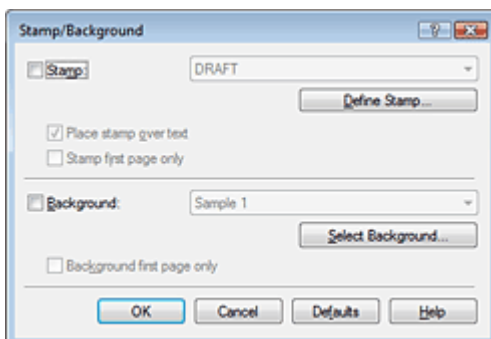 Stamp/Background
Stamp: DRAFT
Define Stamp...
Place stamp over text
Stamp first page only
Background: Sample 1
Select Background...
Background first page only
OK Cancel Defaults Help